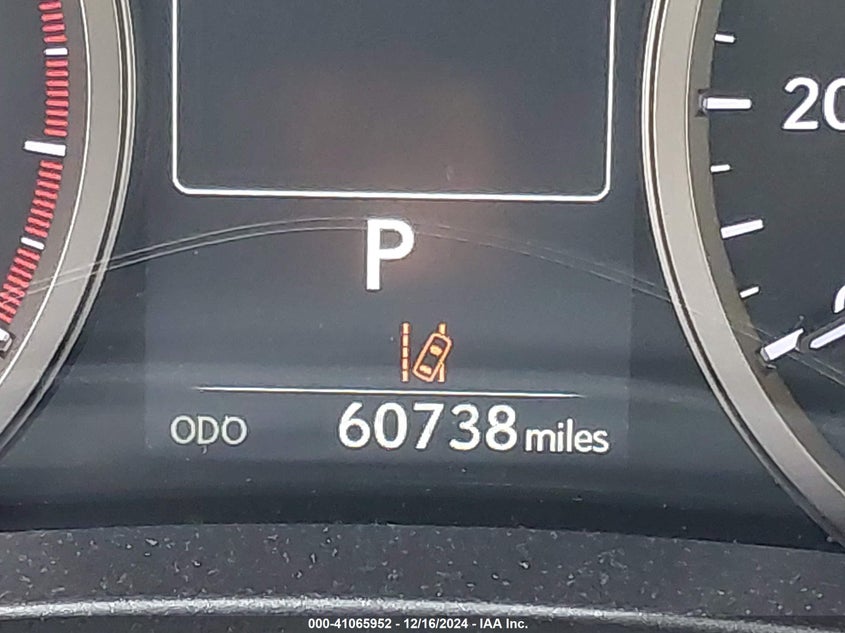 20
P
ODO 60738 miles
000-41065952 - 12/16/2024 - IAA Inc.